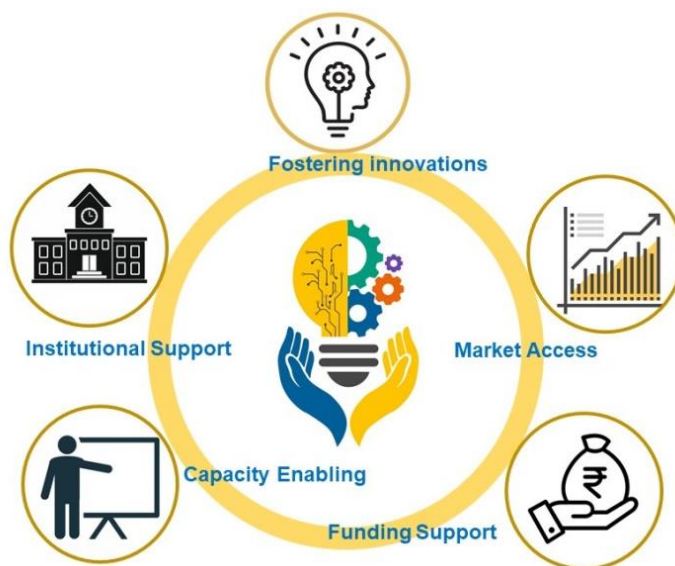 Fostering innovations
Institutional Support
Market Access
Capacity Enabling
₹
Funding Support